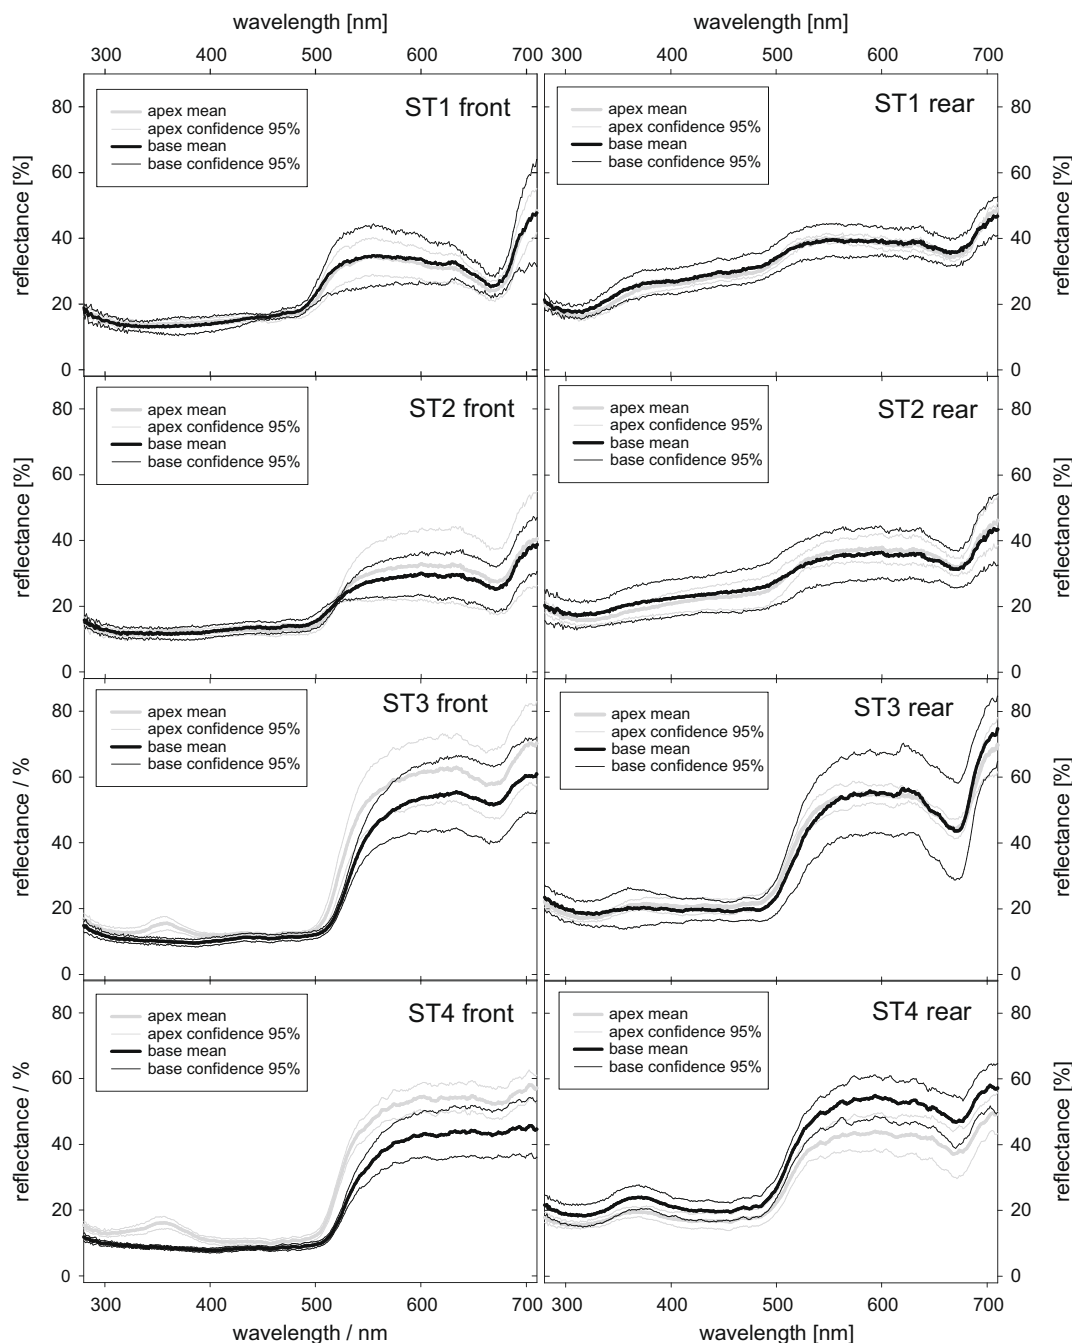 wavelength [nm]
wavelength [nm]
300 400 500 600 700
300 400 500 600 700
ST1 front
apex mean
apex confidence 95%
base mean
base confidence 95%
reflectance [%]
80
60
40
20
0
ST1 rear
apex mean
apex confidence 95%
base mean
base confidence 95%
80
60
40
20
0
reflectance [%]
ST2 front
apex mean
apex confidence 95%
base mean
base confidence 95%
reflectance [%]
80
60
40
20
0
ST2 rear
apex mean
apex confidence 95%
base mean
base confidence 95%
80
60
40
20
0
reflectance [%]
ST3 front
apex mean
apex confidence 95%
base mean
base confidence 95%
reflectance / %
80
60
40
20
0
ST3 rear
apex mean
apex confidence 95%
base mean
base confidence 95%
80
60
40
20
0
reflectance [%]
ST4 front
apex mean
apex confidence 95%
base mean
base confidence 95%
reflectance / %
80
60
40
20
0
ST4 rear
apex mean
apex confidence 95%
base mean
base confidence 95%
80
60
40
20
0
reflectance [%]
300 400 500 600 700
300 400 500 600 700
wavelength / nm
wavelength [nm]